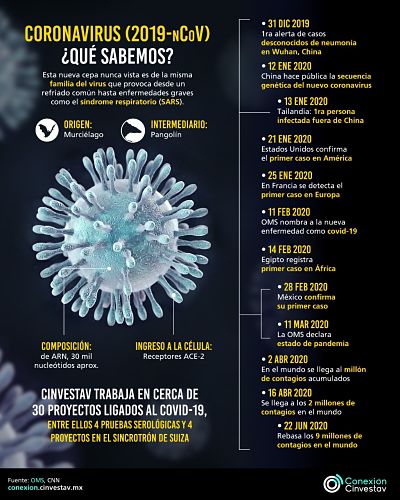 CORONAVIRUS (2019-nCoV)
¿QUÉ SABEMOS?
Esta nueva cepa nunca vista es de la misma
familia del virus que provoca desde un
refriado común hasta enfermedades graves
como el síndrome respiratorio (SARS).
ORIGEN:
Murciélago
INTERMEDIARIO:
Pangolín
COMPOSICIÓN:
de ARN, 30 mil
nucleótidos aprox.
INGRESO A LA CÉLULA:
Receptores ACE-2
CINVESTAV TRABAJA EN CERCA DE
30 PROYECTOS LIGADOS AL COVID-19,
ENTRE ELLOS 4 PRUEBAS SEROLÓGICAS Y 4
PROYECTOS EN EL SINCROTRÓN DE SUIZA
• 31 DIC 2019
1ra alerta de casos
desconocidos de neumonia
en Wuhan, China
• 12 ENE 2020
China hace pública la secuencia
genética del nuevo coronavirus
• 13 ENE 2020
Tailandia: 1ra persona
infectada fuera de China
• 21 ENE 2020
Estados Unidos confirma
el primer caso en América
• 25 ENE 2020
En Francia se detecta el
primer caso en Europa
• 11 FEB 2020
OMS nombra a la nueva
enfermedad como covid-19
• 14 FEB 2020
Egipto registra
primer caso en África
• 28 FEB 2020
México confirma
su primer caso
• 11 MAR 2020
La OMS declara
estado de pandemia
• 2 ABR 2020
En el mundo se llega al millón
de contagios acumulados
• 16 ABR 2020
Se llega a los 2 millones de
contagios en el mundo
• 22 JUN 2020
Rebasa los 9 millones de
contagios en el mundo
Fuente: OMS, CNN
conexion.cinvestav.mx
Conexion
Cinvestav